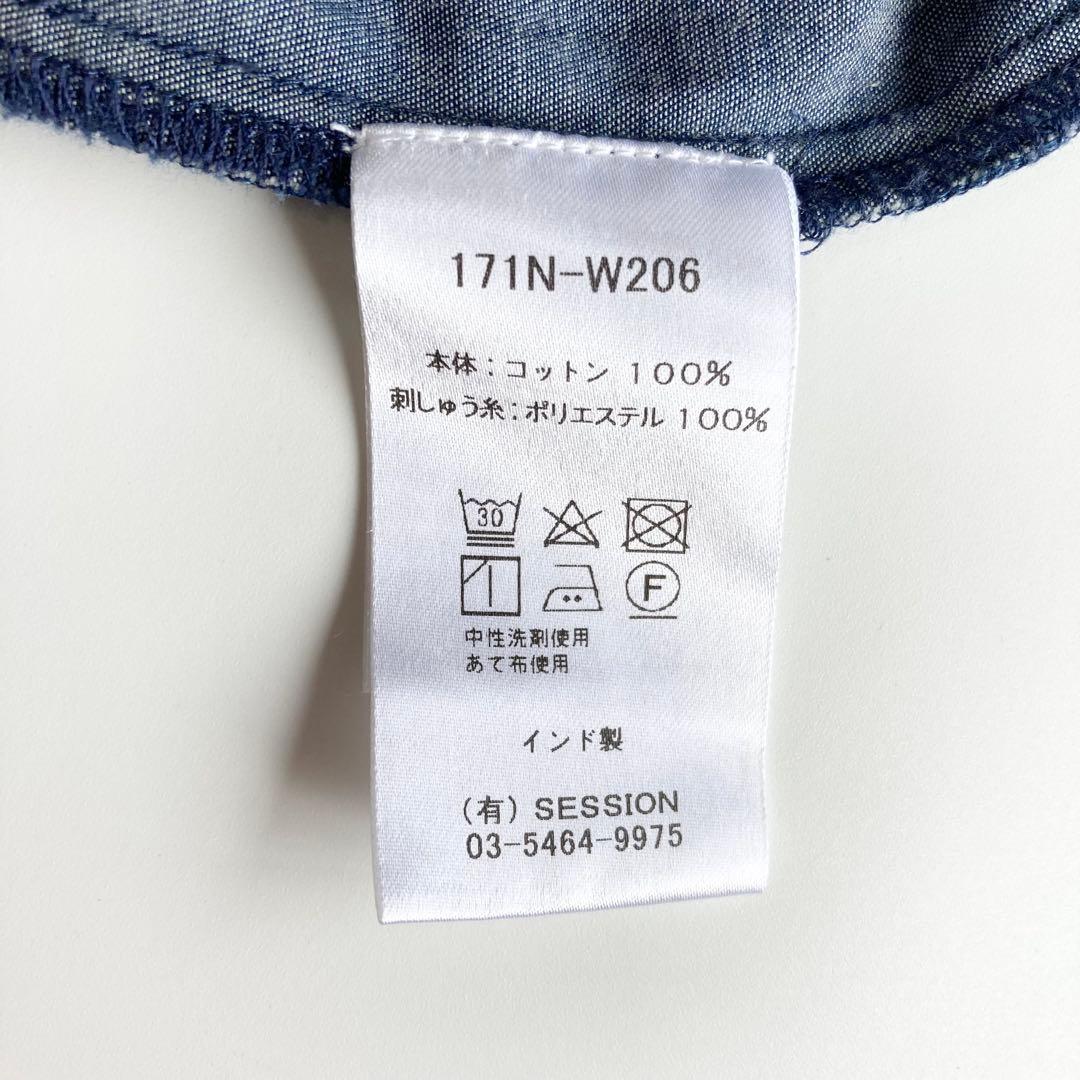 171N-W206
本体：コットン 100%
刺しゅう糸：ポリエステル 100%
30
F
中性洗剤使用
あて布使用
インド製
（有）SESSION
03-5464-9975